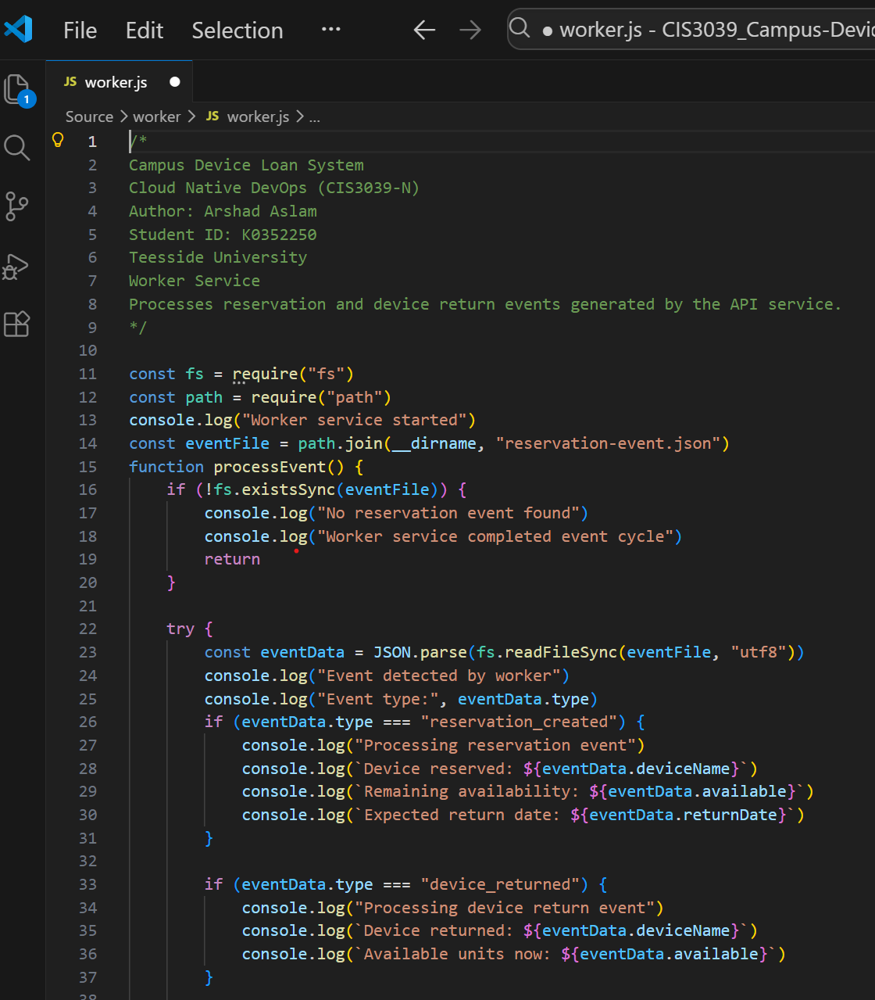 File Edit Selection ··· ← → ● worker.js - CIS3039_Campus-Devic
JS worker.js ●
1
Source > worker > JS worker.js > ...
1 /*
2 Campus Device Loan System
3 Cloud Native DevOps (CIS3039-N)
4 Author: Arshad Aslam
5 Student ID: K0352250
6 Teesside University
7 Worker Service
8 Processes reservation and device return events generated by the API service.
9 */
10
11 const fs = require("fs")
12 const path = require("path")
13 console.log("Worker service started")
14 const eventFile = path.join(__dirname, "reservation-event.json")
15 function processEvent() {
16     if (!fs.existsSync(eventFile)) {
17         console.log("No reservation event found")
18         console.log("Worker service completed event cycle")
19         return
20     }
21
22     try {
23         const eventData = JSON.parse(fs.readFileSync(eventFile, "utf8"))
24         console.log("Event detected by worker")
25         console.log("Event type:", eventData.type)
26         if (eventData.type === "reservation_created") {
27             console.log("Processing reservation event")
28             console.log(`Device reserved: ${eventData.deviceName}`)
29             console.log(`Remaining availability: ${eventData.available}`)
30             console.log(`Expected return date: ${eventData.returnDate}`)
31         }
32
33         if (eventData.type === "device_returned") {
34             console.log("Processing device return event")
35             console.log(`Device returned: ${eventData.deviceName}`)
36             console.log(`Available units now: ${eventData.available}`)
37         }
38